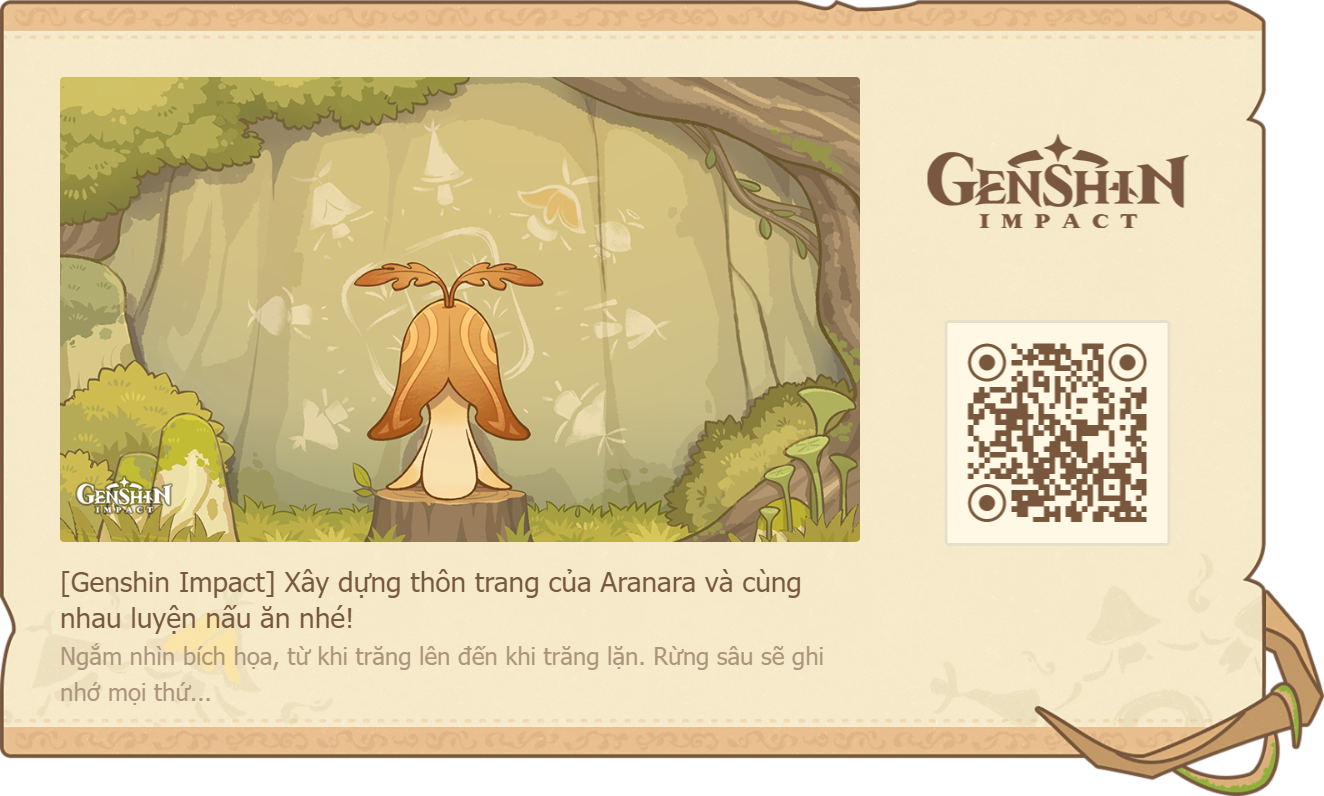 GENSHIN
IMPACT
GENSHIN
IMPACT
[Genshin Impact] Xây dựng thôn trang của Aranara và cùng
nhau luyện nấu ăn nhé!
Ngắm nhìn bích họa, từ khi trăng lên đến khi trăng lặn. Rừng sâu sẽ ghi
nhớ mọi thứ...